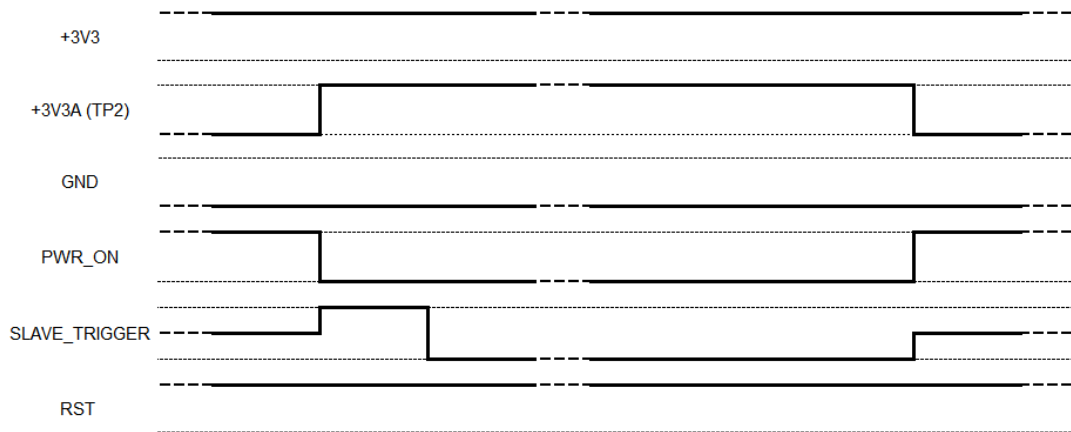 +3V3
+3V3A (TP2)
GND
PWR_ON
SLAVE_TRIGGER
RST